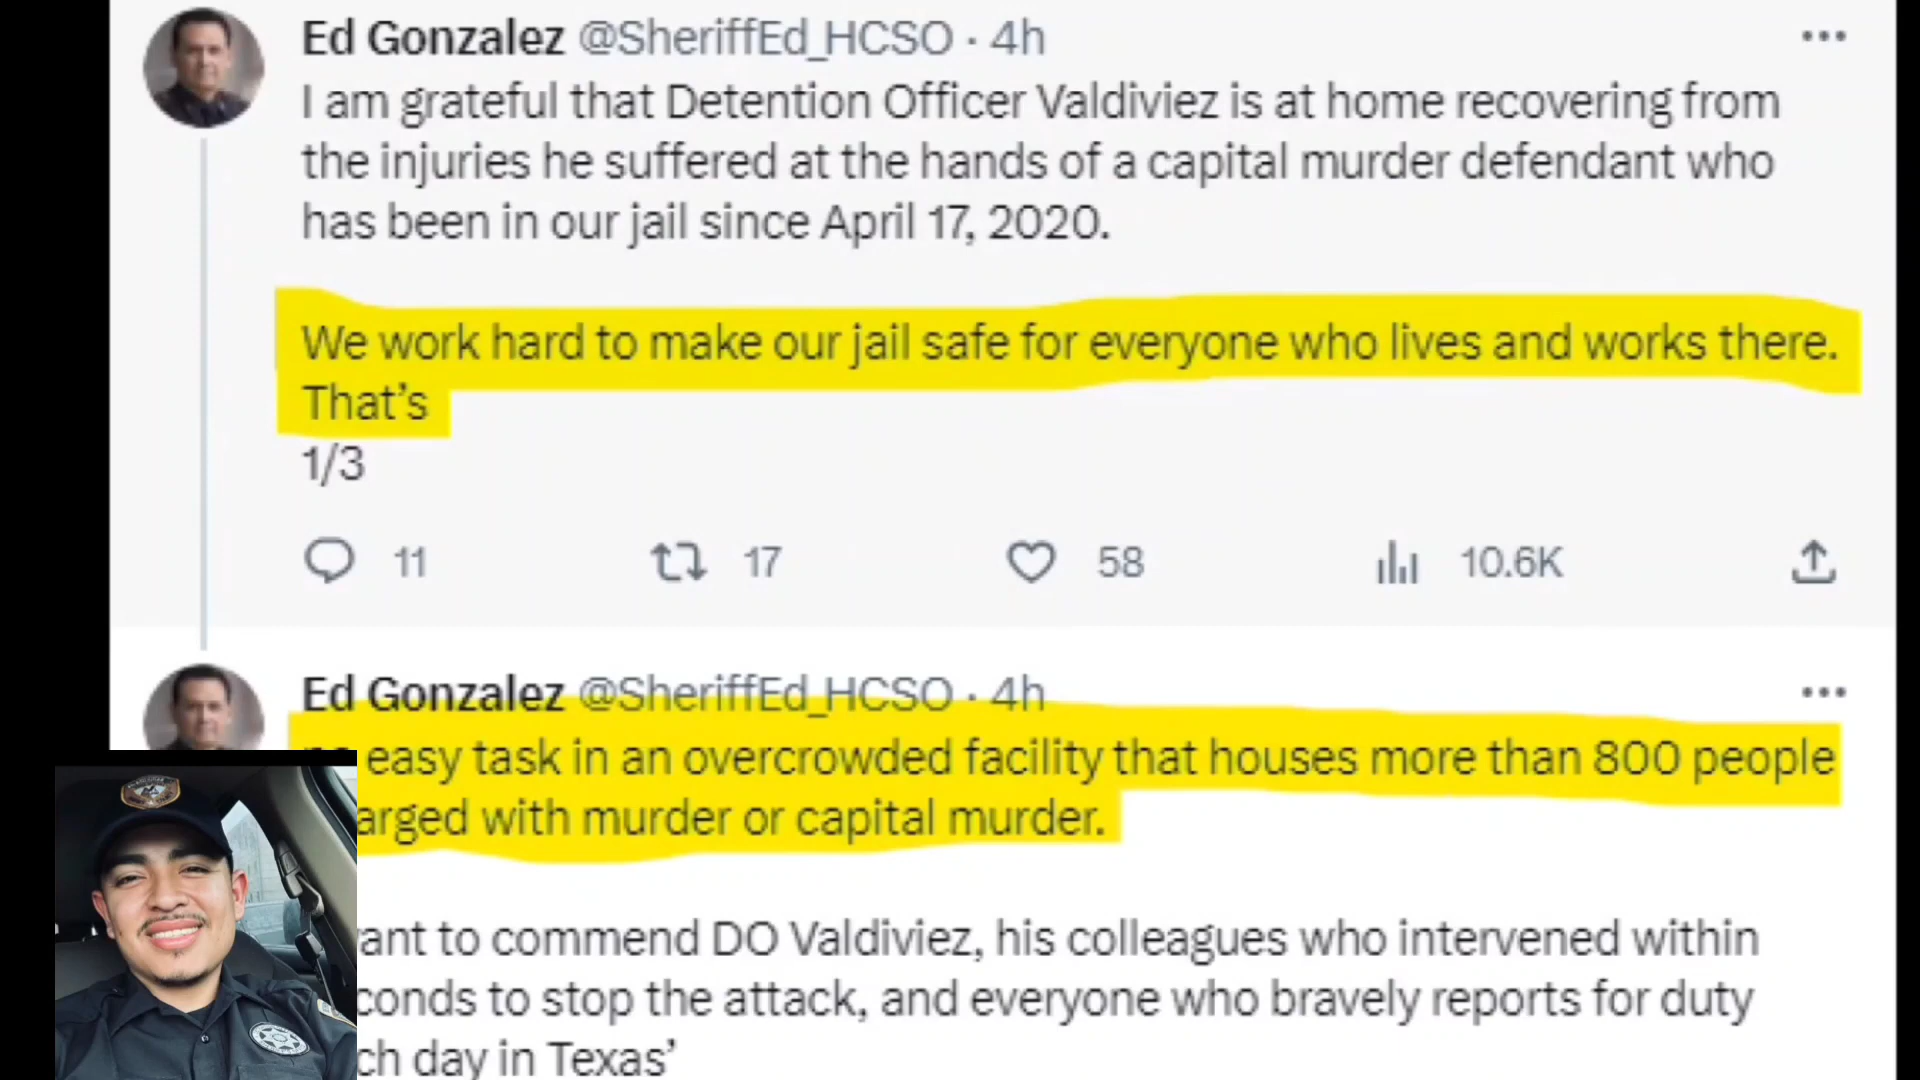 Ed Gonzalez @SheriffEd_HCSO · 4h
I am grateful that Detention Officer Valdiviez is at home recovering from
the injuries he suffered at the hands of a capital murder defendant who
has been in our jail since April 17, 2020.
We work hard to make our jail safe for everyone who lives and works there.
That's
1/3
11 17 58 10.6K
Ed Gonzalez @SheriffEd_HCSO · 4h
easy task in an overcrowded facility that houses more than 800 people
arged with murder or capital murder.
ant to commend DO Valdiviez, his colleagues who intervened within
conds to stop the attack, and everyone who bravely reports for duty
ch day in Texas'